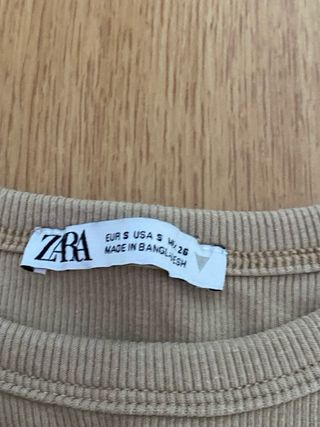 ZARA
EUR S USA S MEX 26
MADE IN BANGLADESH